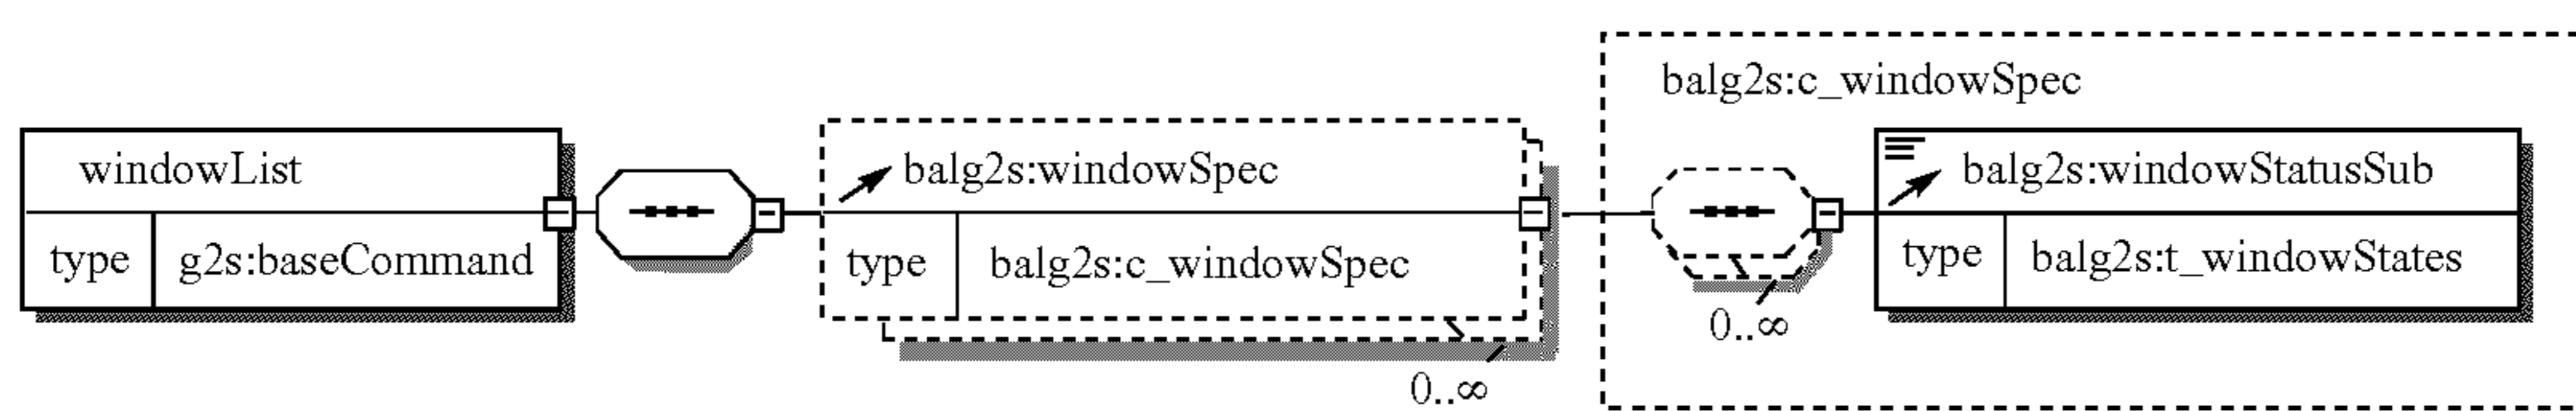 windowList
type g2s:baseCommand
balg2s:windowSpec
type balg2s:c_windowSpec
0..∞
balg2s:c_windowSpec
0..∞
balg2s:windowStatusSub
type balg2s:t_windowStates